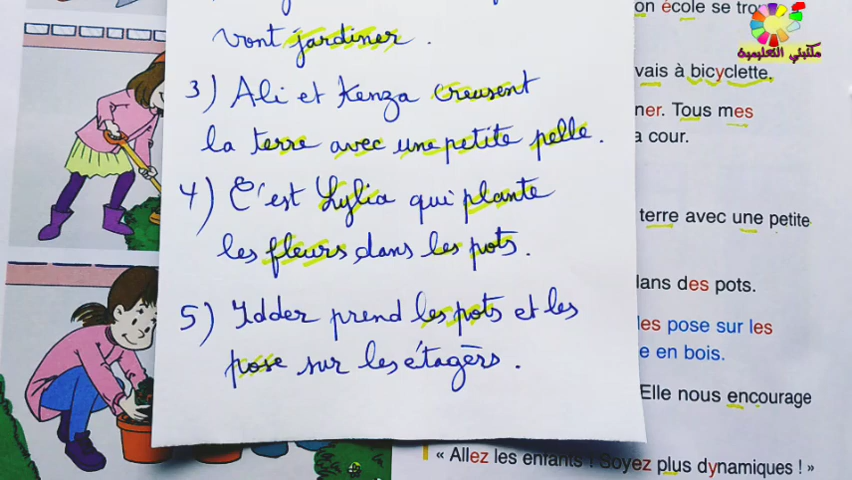 vont jardiner.
3) Ali et Kenza creusent
la terre avec une petite pelle.
4) C'est Lylia qui plante
les fleurs dans les pots.
5) Idder prend les pots et les
pose sur les étagèrs.
on école se trou
vais à bicyclette.
ner. Tous mes
a cour.
terre avec une petite
dans des pots.
les pose sur les
e en bois.
Elle nous encourage
« Allez les enfants ! Soyez plus dynamiques ! »
مكتبتي التعليمية